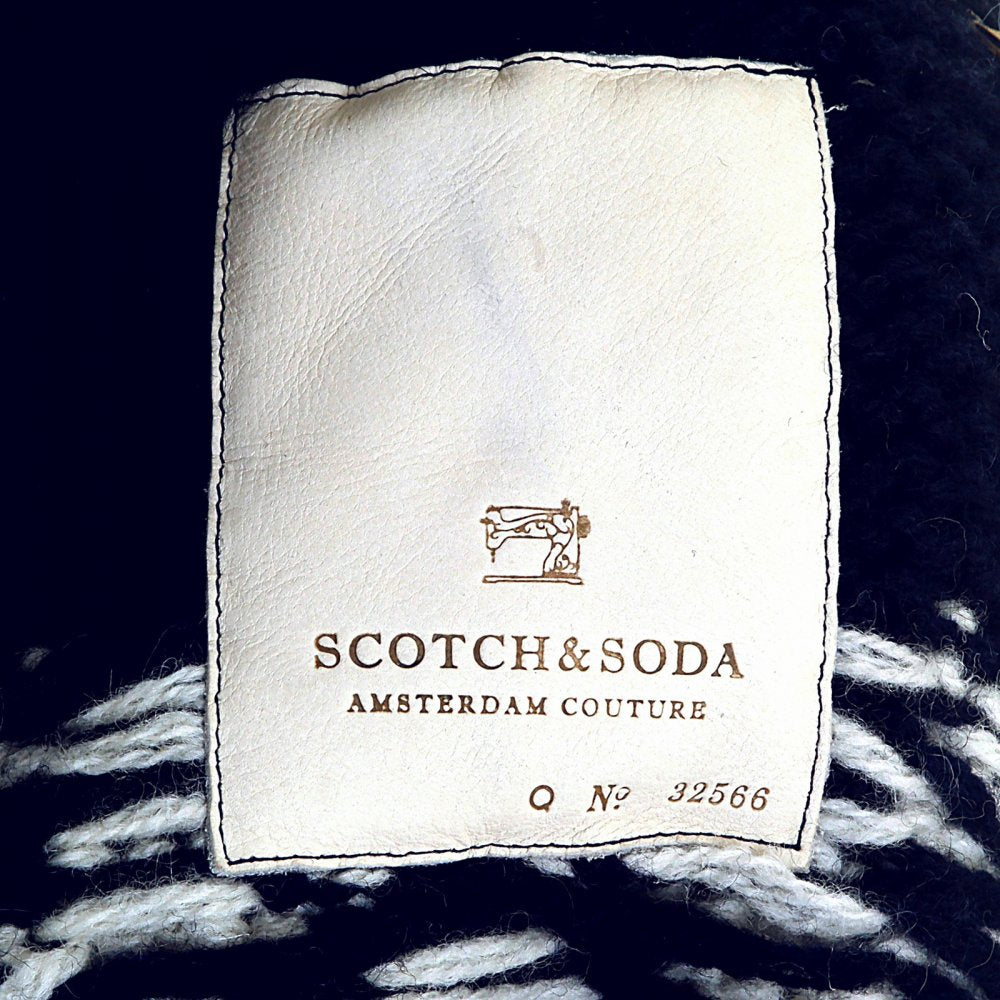 SCOTCH & SODA
AMSTERDAM COUTURE
O Nº 32566